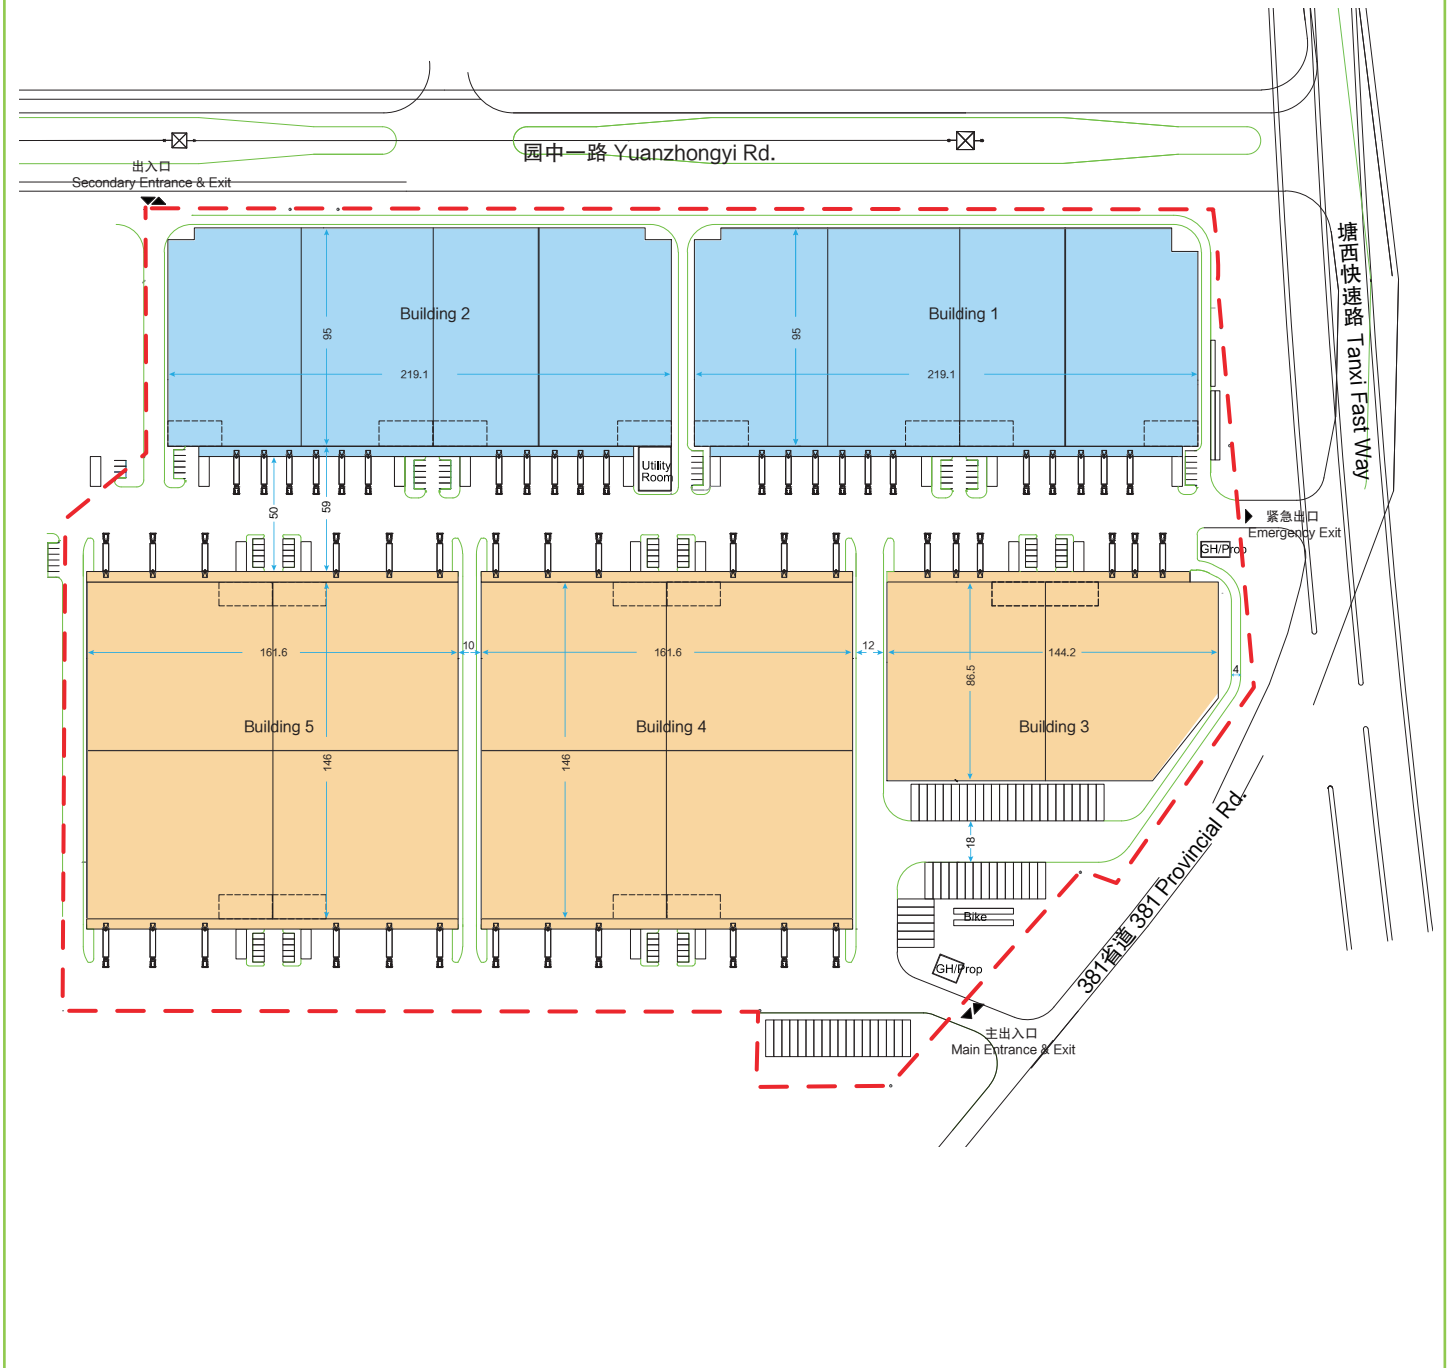 园中一路 Yuanzhongyi Rd.
出入口
Secondary Entrance & Exit
塘西快速路 Tanxi Fast Way
Building 2
Building 1
95
95
219.1
219.1
Utility
Room
50
59
紧急出口
Emergency Exit
GH/Prop
161.6
10
161.6
12
144.2
86.5
4
Building 5
Building 4
Building 3
146
146
18
381省道 381 Provincial Rd.
Bike
GH/Prop
主出入口
Main Entrance & Exit